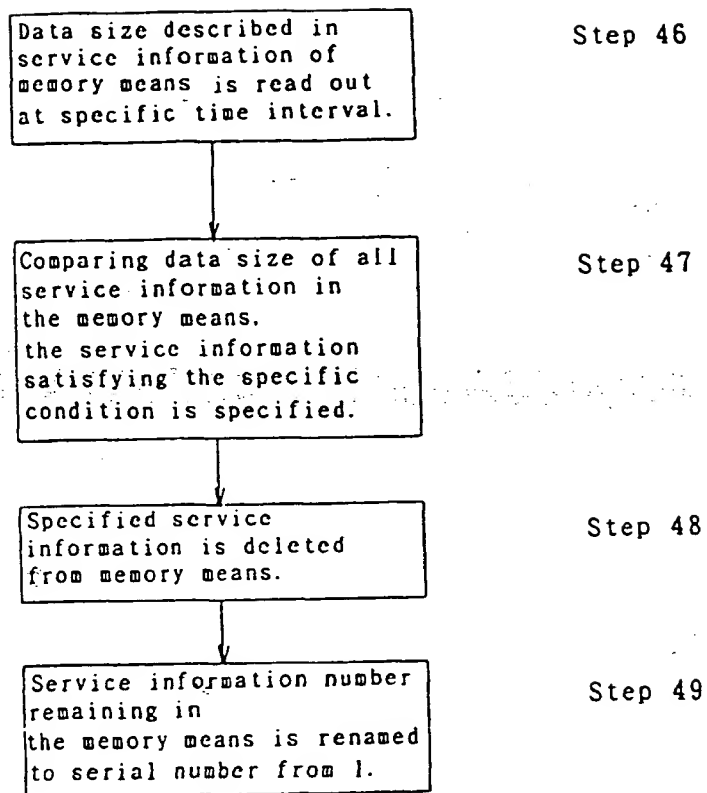 Data size described in
service information of
memory means is read out
at specific time interval.
Step 46
Comparing data size of all
service information in
the memory means.
the service information
satisfying the specific
condition is specified.
Step 47
Specified service
information is deleted
from memory means.
Step 48
Service information number
remaining in
the memory means is renamed
to serial number from 1.
Step 49